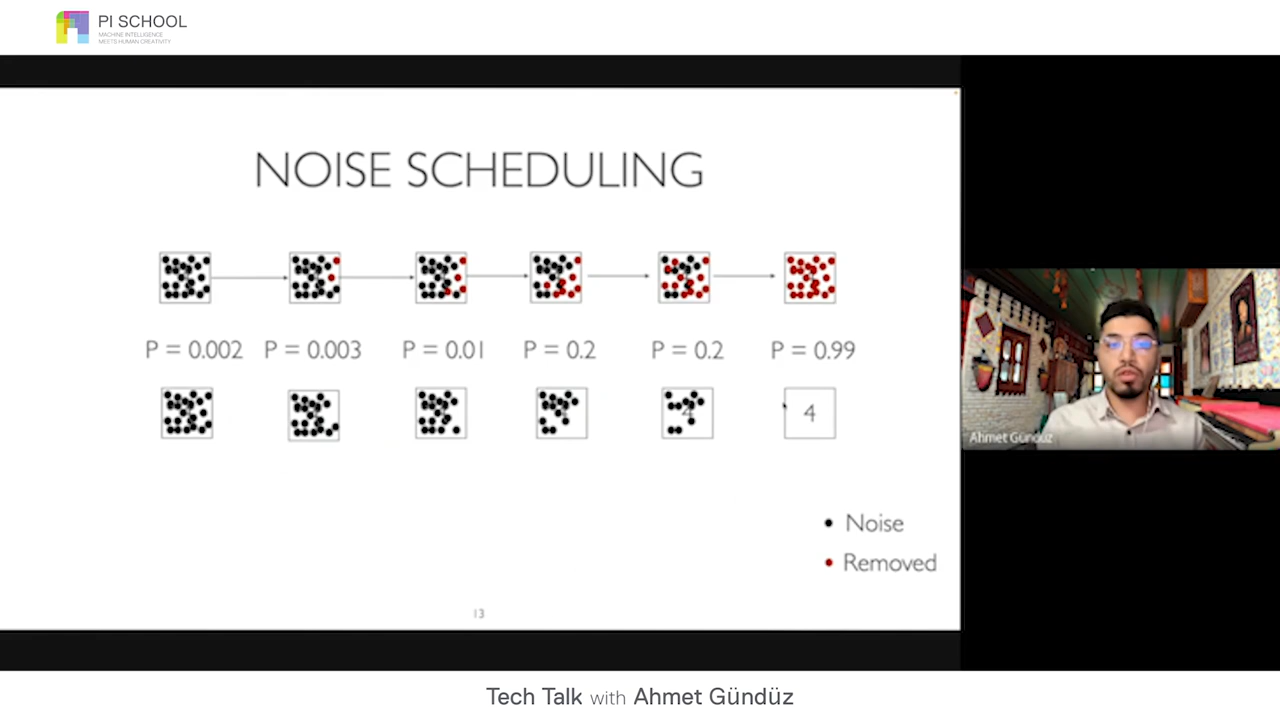 PI SCHOOL
MACHINE INTELLIGENCE
MEETS HUMAN CREATIVITY
NOISE SCHEDULING
P = 0.002 P = 0.003 P = 0.01 P = 0.2 P = 0.2 P = 0.99
4 4
Noise
Removed
13
Ahmet Gündüz
Tech Talk with Ahmet Gündüz